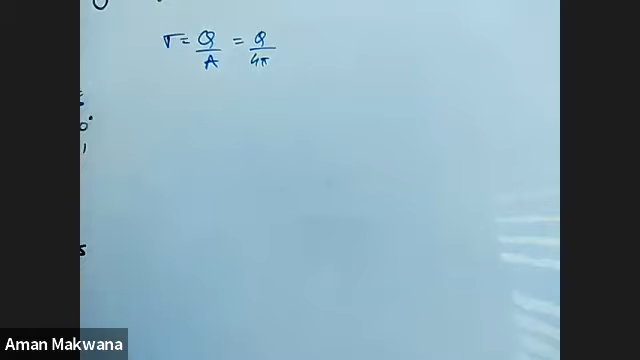 σ = Q/A = Q/4π
Aman Makwana